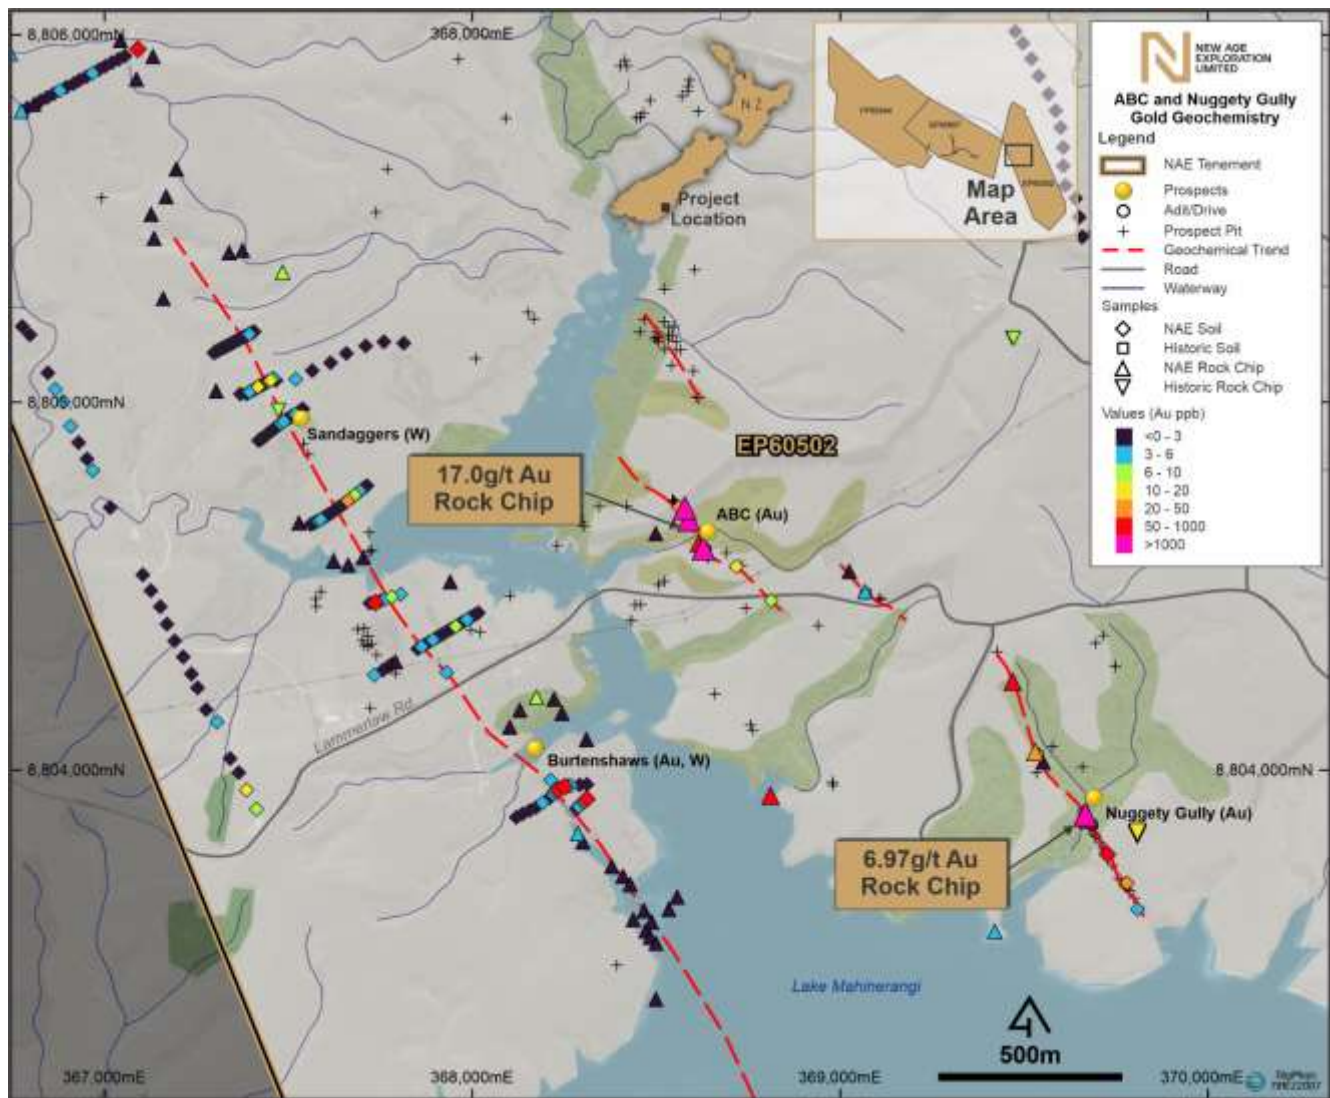 8,806,000mN
368,000mE
NEW AGE
EXPLORATION
LIMITED
ABC and Nuggety Gully
Gold Geochemistry
Legend
NAE Tenement
Prospects
Adit/Drive
Prospect Pit
Geochemical Trend
Road
Waterway
Samples
NAE Soil
Historic Soil
NAE Rock Chip
Historic Rock Chip
Values (Au ppb)
<0 - 3
3 - 6
6 - 10
10 - 20
20 - 50
50 - 1000
>1000
N Z
Project
Location
Map
Area
8,805,000mN
Sandaggers (W)
EP60502
17.0g/t Au
Rock Chip
ABC (Au)
Lammerlaw Rd
Burtenshaws (Au, W)
8,804,000mN
8,804,000mN
Nuggety Gully (Au)
6.97g/t Au
Rock Chip
Lake Mahinerangi
500m
367,000mE
368,000mE
369,000mE
370,000mE